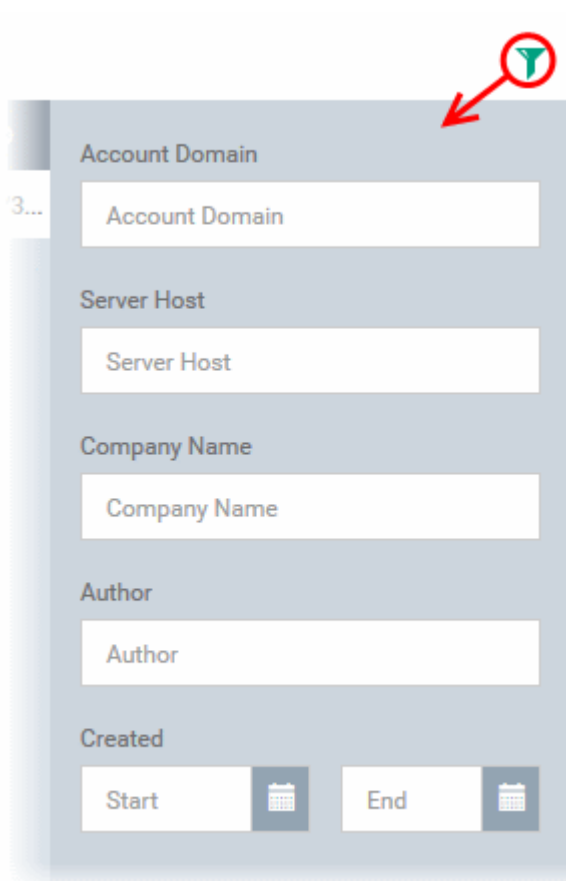 Account Domain
Account Domain
Server Host
Server Host
Company Name
Company Name
Author
Author
Created
Start End